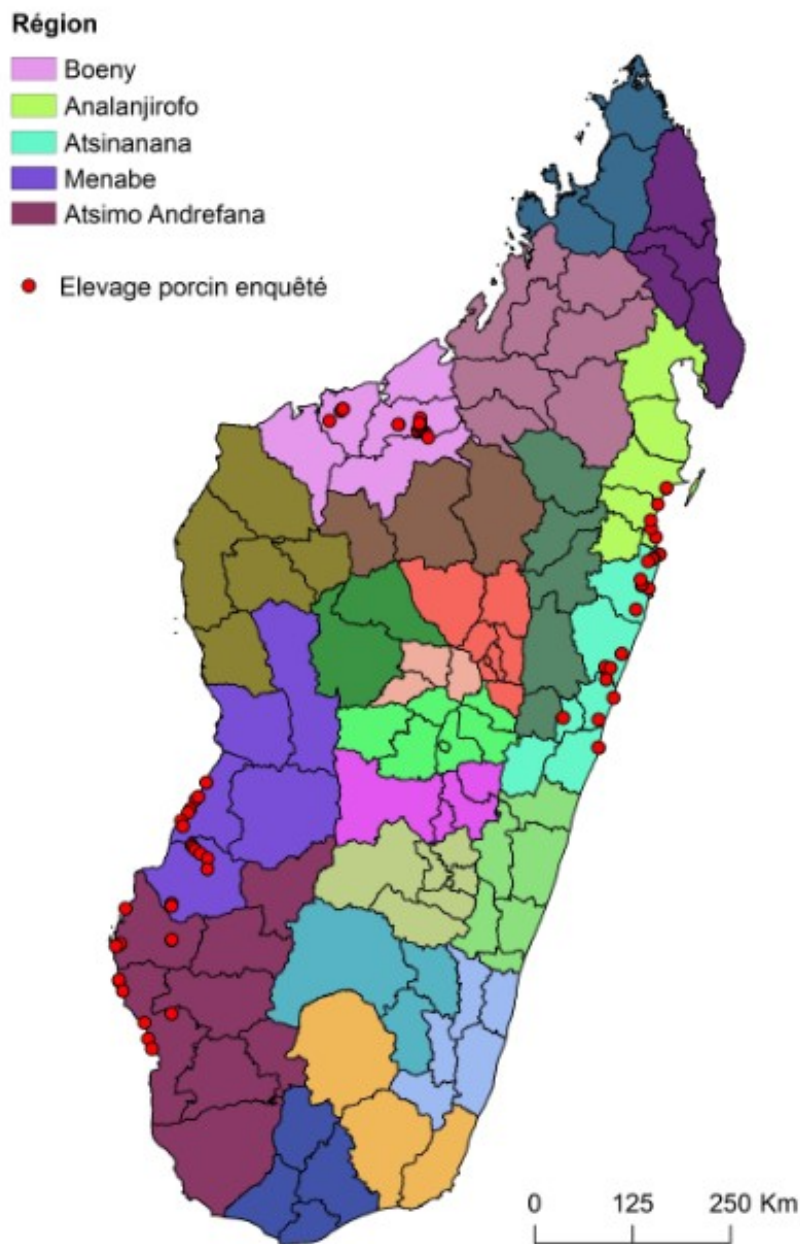 Région
Boeny
Analanjirofo
Atsinanana
Menabe
Atsimo Andrefana
Elevage porcin enquêté
0 125 250 Km